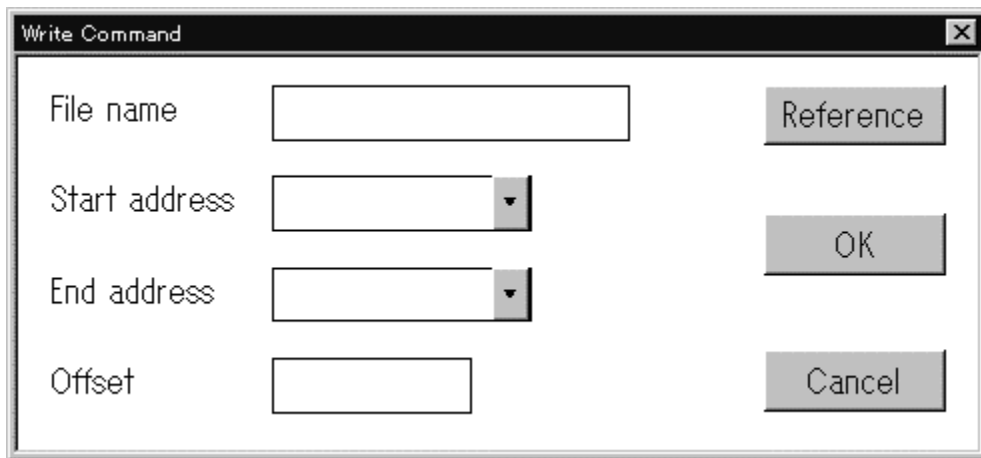 Write Command
File name
Reference
Start address
OK
End address
Offset
Cancel